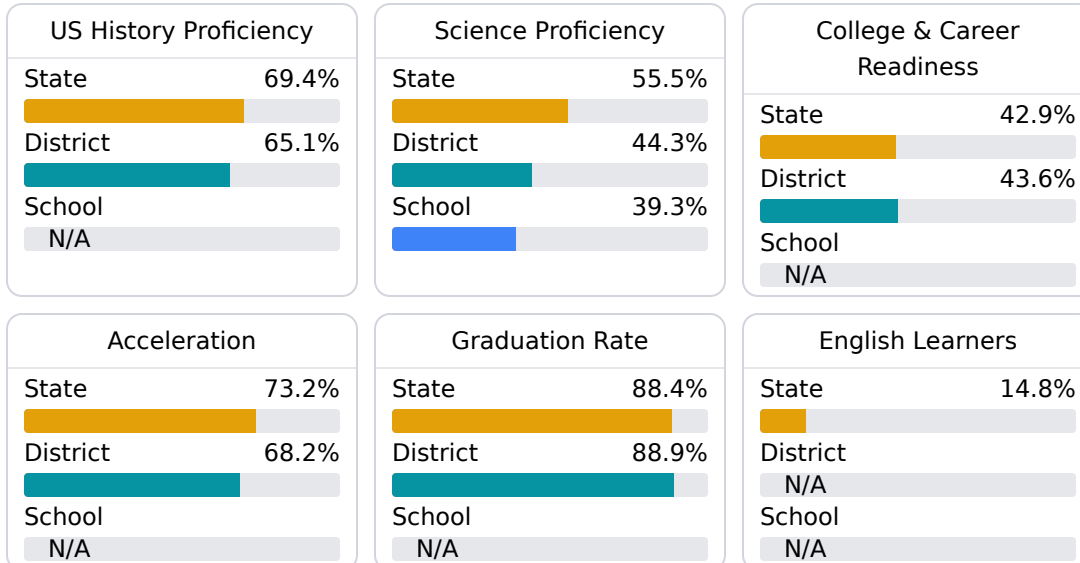 US History Proficiency
State 69.4%
District 65.1%
School
N/A
Science Proficiency
State 55.5%
District 44.3%
School 39.3%
College & Career
Readiness
State 42.9%
District 43.6%
School
N/A
Acceleration
State 73.2%
District 68.2%
School
N/A
Graduation Rate
State 88.4%
District 88.9%
School
N/A
English Learners
State 14.8%
District
N/A
School
N/A